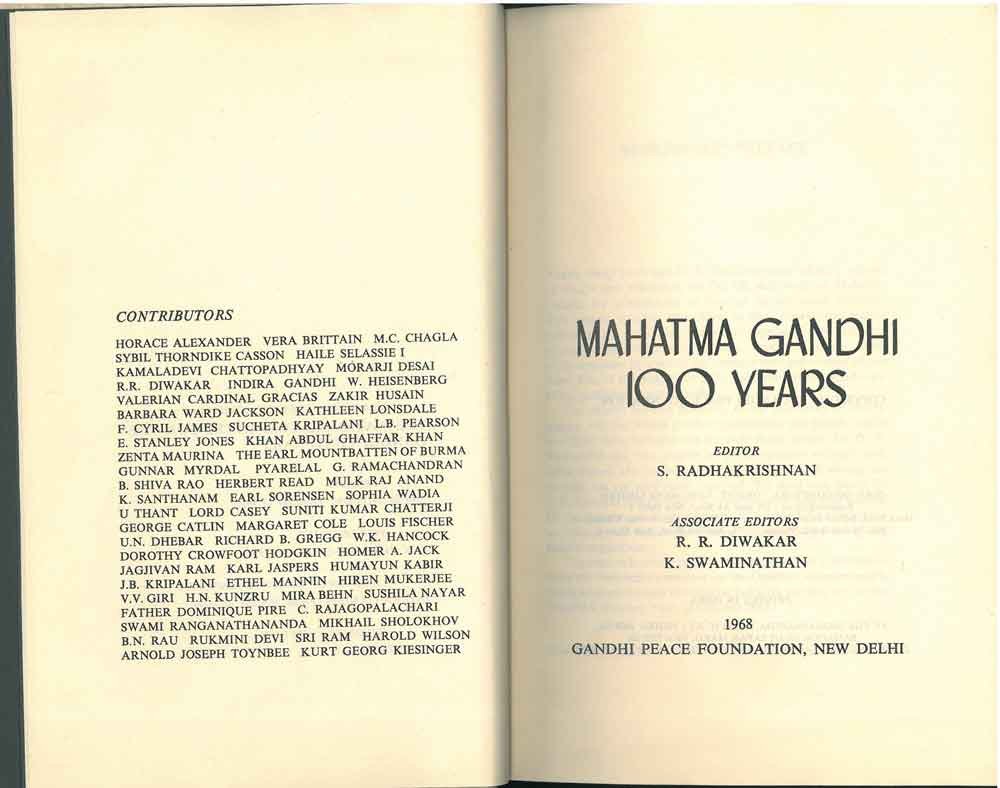 CONTRIBUTORS
HORACE ALEXANDER VERA BRITTAIN M.C. CHAGLA
SYBIL THORNDIKE CASSON HAILE SELASSIE I
KAMALADEVI CHATTOPADHYAY MORARJI DESAI
R.R. DIWAKAR INDIRA GANDHI W. HEISENBERG
VALERIAN CARDINAL GRACIAS ZAKIR HUSAIN
BARBARA WARD JACKSON KATHLEEN LONSDALE
F. CYRIL JAMES SUCHETA KRIPALANI L.B. PEARSON
E. STANLEY JONES KHAN ABDUL GHAFFAR KHAN
ZENTA MAURINA THE EARL MOUNTBATTEN OF BURMA
GUNNAR MYRDAL PYARELAL G. RAMACHANDRAN
B. SHIVA RAO HERBERT READ MULK RAJ ANAND
K. SANTHANAM EARL SORENSEN SOPHIA WADIA
U THANT LORD CASEY SUNITI KUMAR CHATTERJI
GEORGE CATLIN MARGARET COLE LOUIS FISCHER
U.N. DHEBAR RICHARD B. GREGG W.K. HANCOCK
DOROTHY CROWFOOT HODGKIN HOMER A. JACK
JAGJIVAN RAM KARL JASPERS HUMAYUN KABIR
J.B. KRIPALANI ETHEL MANNIN HIREN MUKERJEE
V.V. GIRI H.N. KUNZRU MIRA BEHN SUSHILA NAYAR
FATHER DOMINIQUE PIRE C. RAJAGOPALACHARI
SWAMI RANGANATHANANDA MIKHAIL SHOLOKHOV
B.N. RAU RUKMINI DEVI SRI RAM HAROLD WILSON
ARNOLD JOSEPH TOYNBEE KURT GEORG KIESINGER
MAHATMA GANDHI
100 YEARS
EDITOR
S. RADHAKRISHNAN
ASSOCIATE EDITORS
R. R. DIWAKAR
K. SWAMINATHAN
1968
GANDHI PEACE FOUNDATION, NEW DELHI